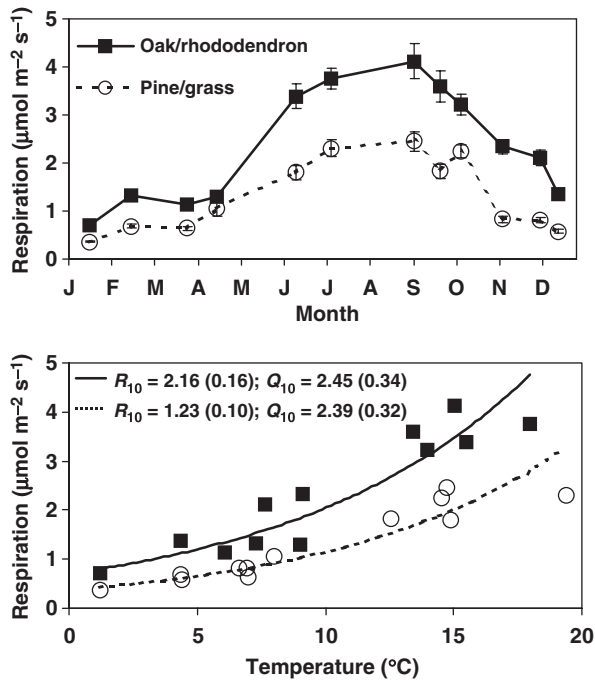 5
Oak/rhododendron
4
Pine/grass
3
2
1
0
Respiration (μmol m⁻² s⁻¹)
J F M A M J J A S O N D
Month
5
R₁₀ = 2.16 (0.16); Q₁₀ = 2.45 (0.34)
R₁₀ = 1.23 (0.10); Q₁₀ = 2.39 (0.32)
4
3
2
1
0
Respiration (μmol m⁻² s⁻¹)
0 5 10 15 20
Temperature (°C)